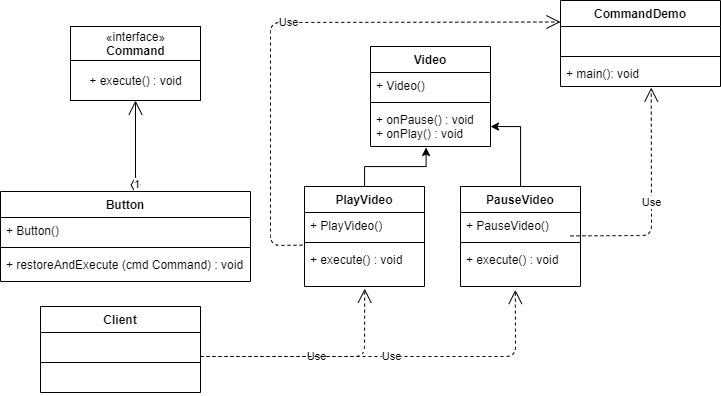 «interface»
Command
+ execute() : void
Use
CommandDemo
+ main(): void
Video
+ Video()
+ onPause() : void
+ onPlay() : void
1
Button
+ Button()
+ restoreAndExecute (cmd Command) : void
PlayVideo
+ PlayVideo()
+ execute() : void
PauseVideo
+ PauseVideo()
+ execute() : void
Use
Client
Use
Use